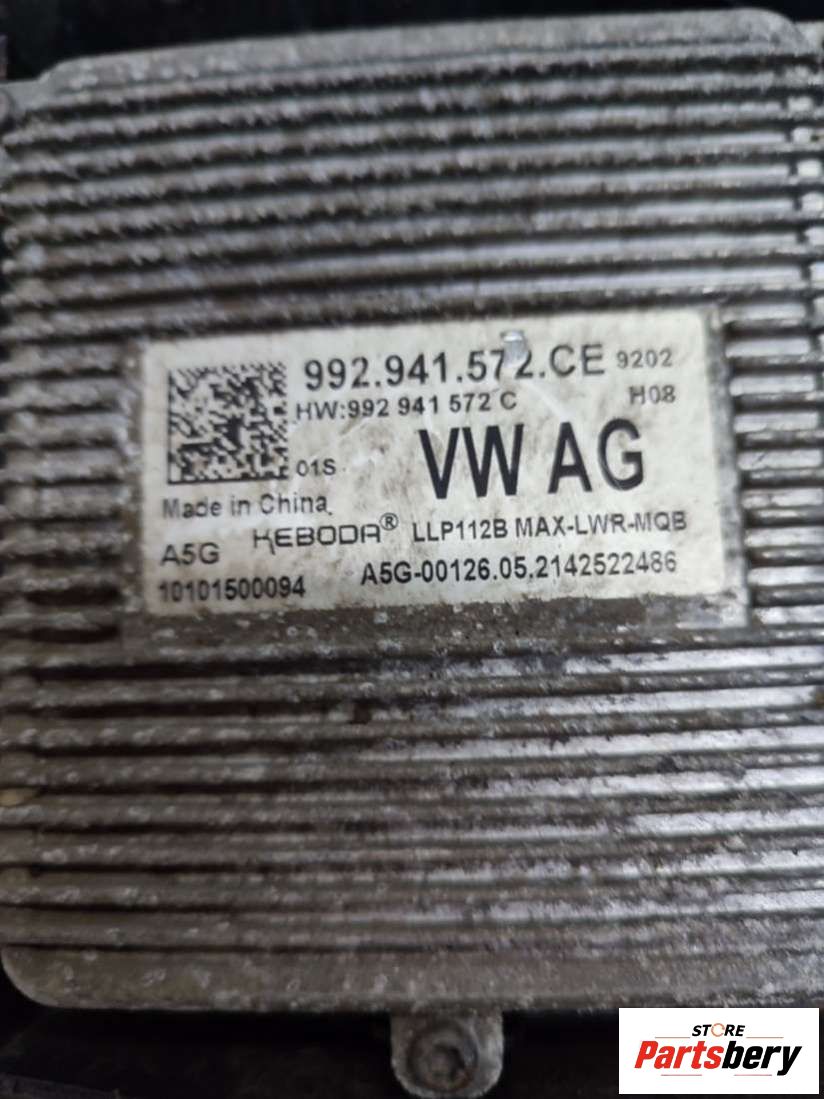 992.941.572.CE 9202
HW:992 941 572 C H08
01S VW AG
Made in China.
A5G KEBODA® LLP112B MAX-LWR-MQB
10101500094 A5G-00126.05.2142522486
STORE
Partsbery